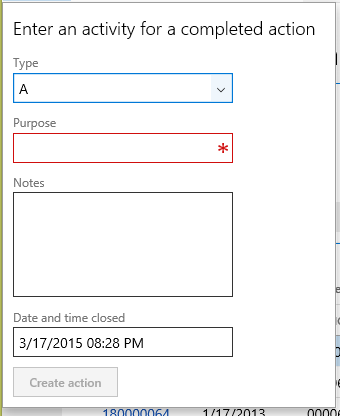 Enter an activity for a completed action
Type
A
Purpose
*
Notes
Date and time closed
3/17/2015 08:28 PM
Create action
180000064 1/17/2013